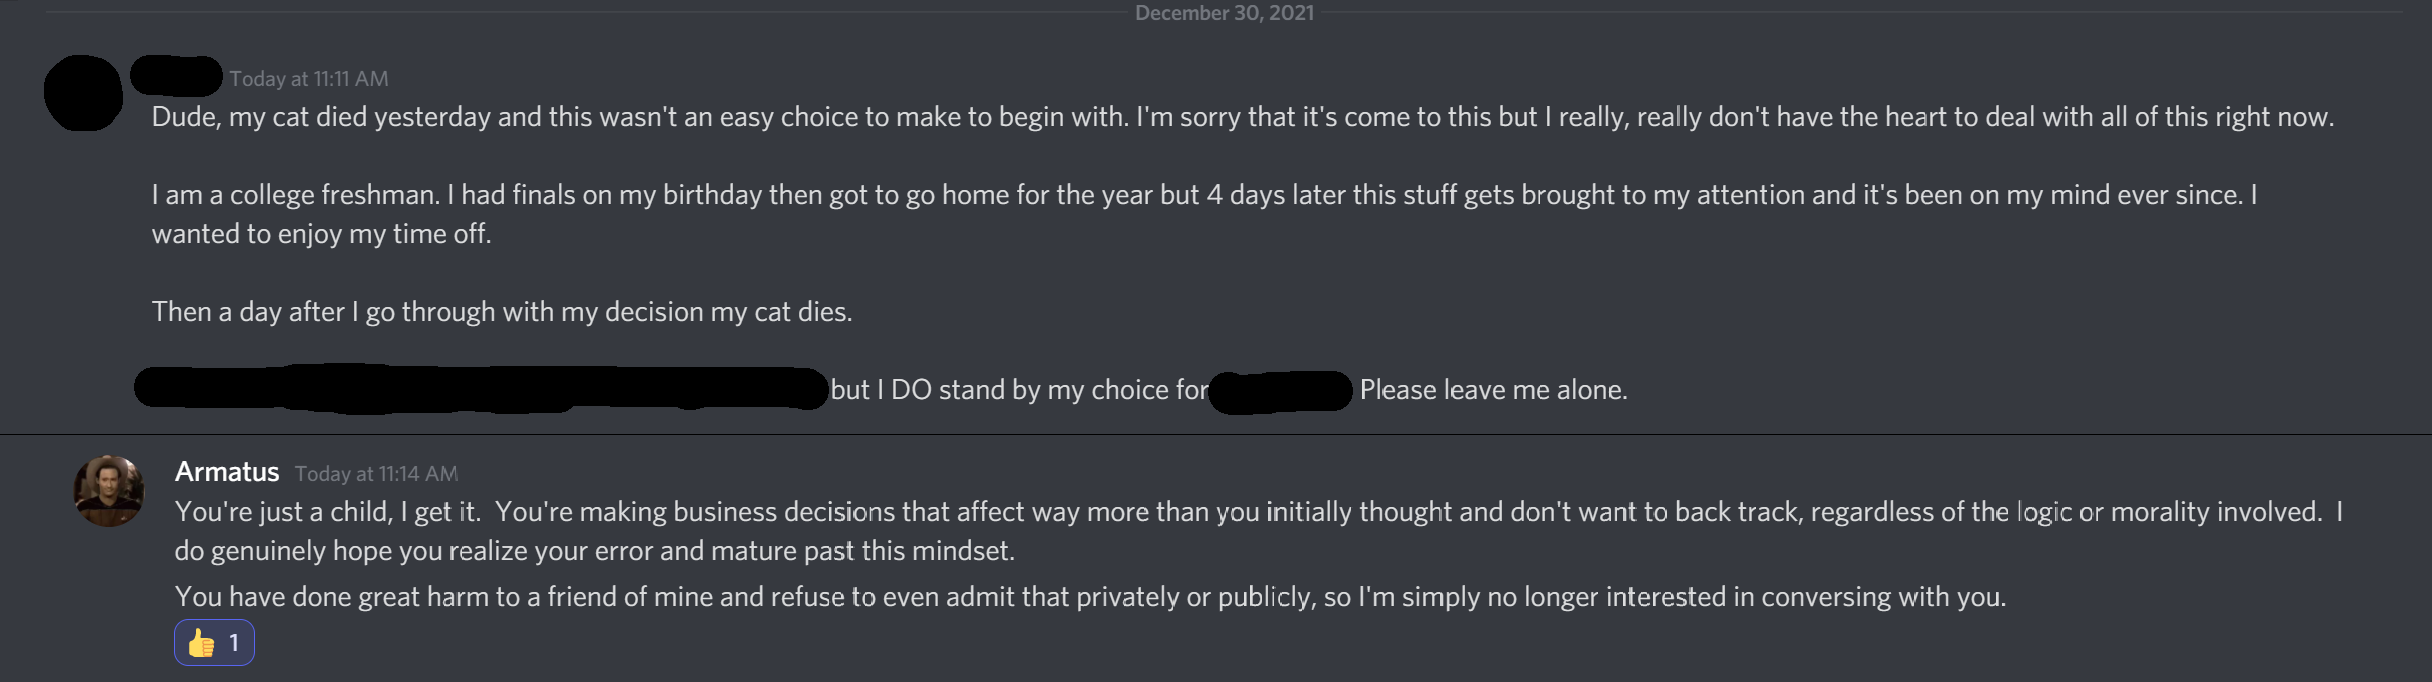 December 30, 2021
Today at 11:11 AM
Dude, my cat died yesterday and this wasn't an easy choice to make to begin with. I'm sorry that it's come to this but I really, really don't have the heart to deal with all of this right now.
I am a college freshman. I had finals on my birthday then got to go home for the year but 4 days later this stuff gets brought to my attention and it's been on my mind ever since. I
wanted to enjoy my time off.
Then a day after I go through with my decision my cat dies.
but I DO stand by my choice for Please leave me alone.
Armatus Today at 11:14 AM
You're just a child, I get it. You're making business decisions that affect way more than you initially thought and don't want to back track, regardless of the logic or morality involved. I
do genuinely hope you realize your error and mature past this mindset.
You have done great harm to a friend of mine and refuse to even admit that privately or publicly, so I'm simply no longer interested in conversing with you.
👍 1